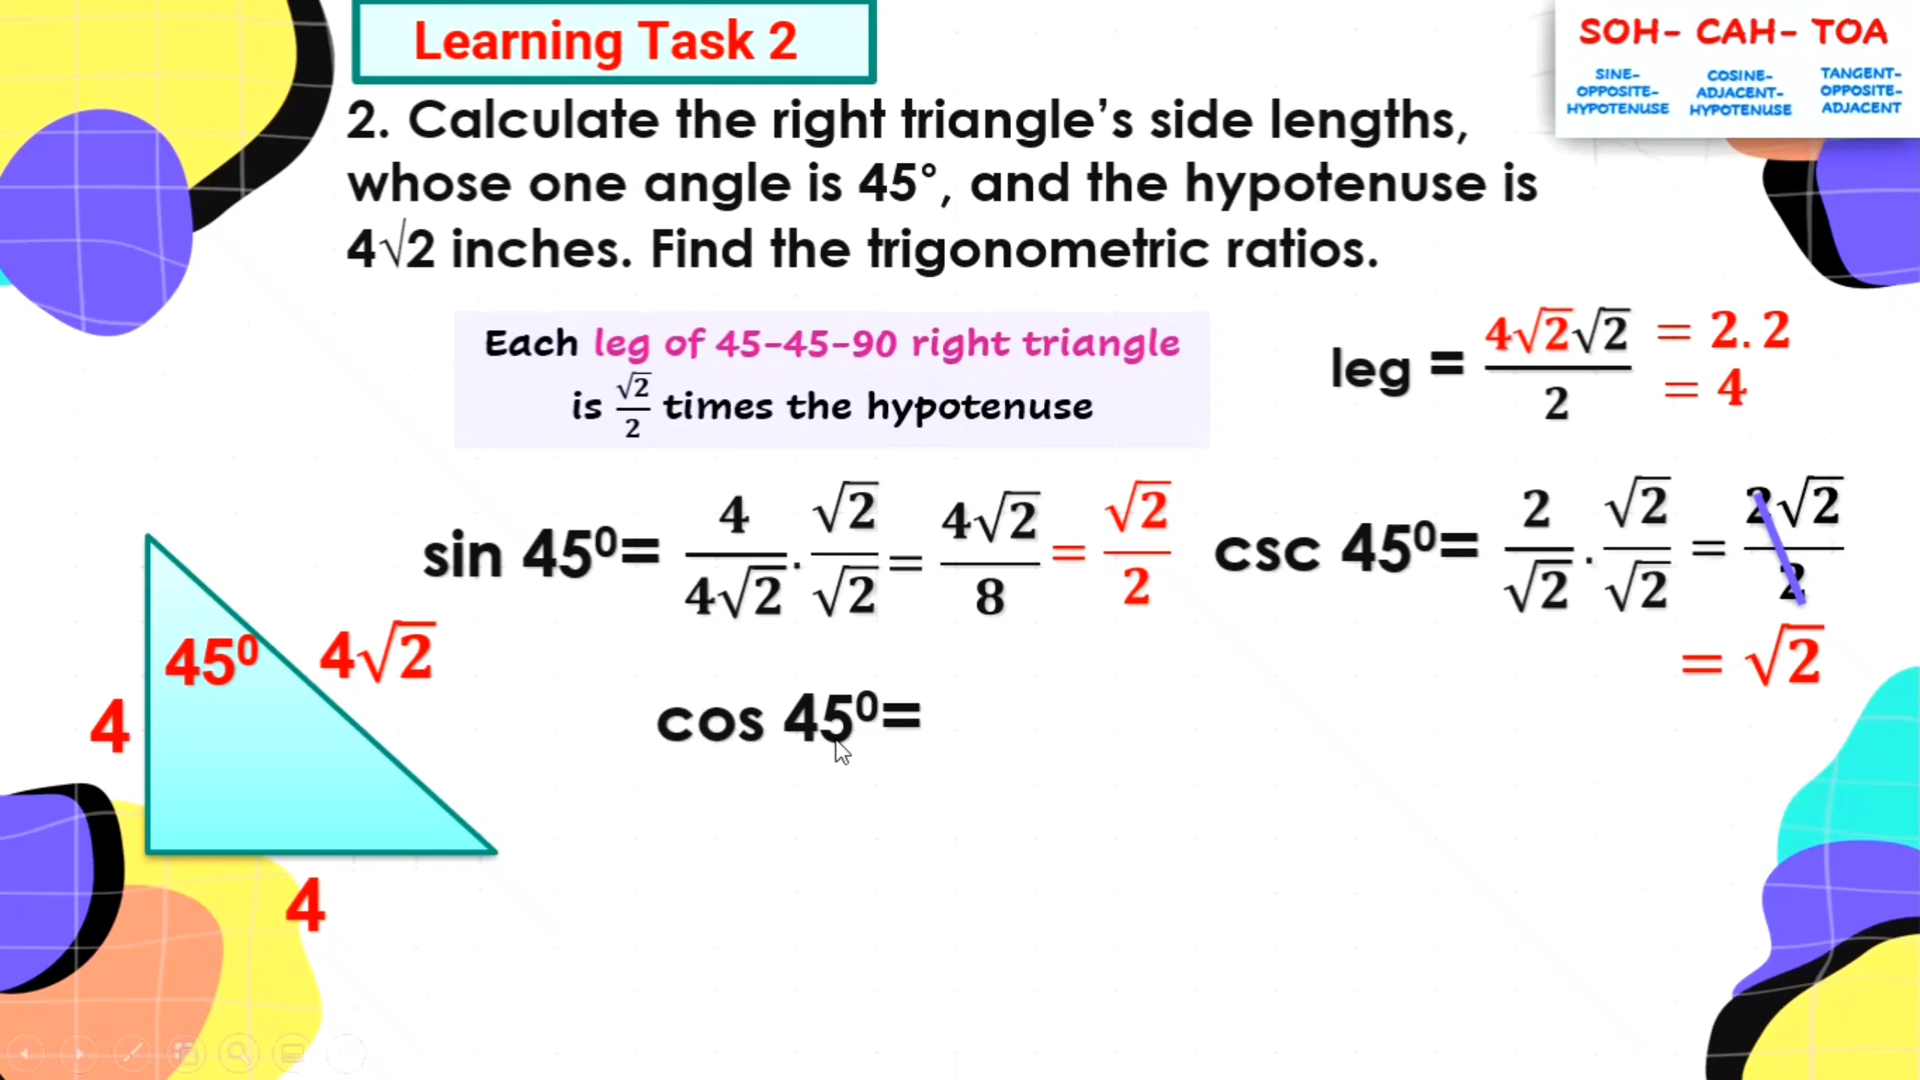 Learning Task 2
SOH- CAH- TOA
SINE-
OPPOSITE-
HYPOTENUSE
COSINE-
ADJACENT-
HYPOTENUSE
TANGENT-
OPPOSITE-
ADJACENT
2. Calculate the right triangle’s side lengths,
whose one angle is 45°, and the hypotenuse is
4√2 inches. Find the trigonometric ratios.
Each leg of 45-45-90 right triangle
is √2/2 times the hypotenuse
leg = 4√2√2/2 = 2.2
= 4
sin 45⁰= 4/4√2 · √2/√2 = 4√2/8 = √2/2
csc 45⁰= 2/√2 · √2/√2 = 2√2/2
= √2
cos 45⁰=
45⁰
4√2
4
4